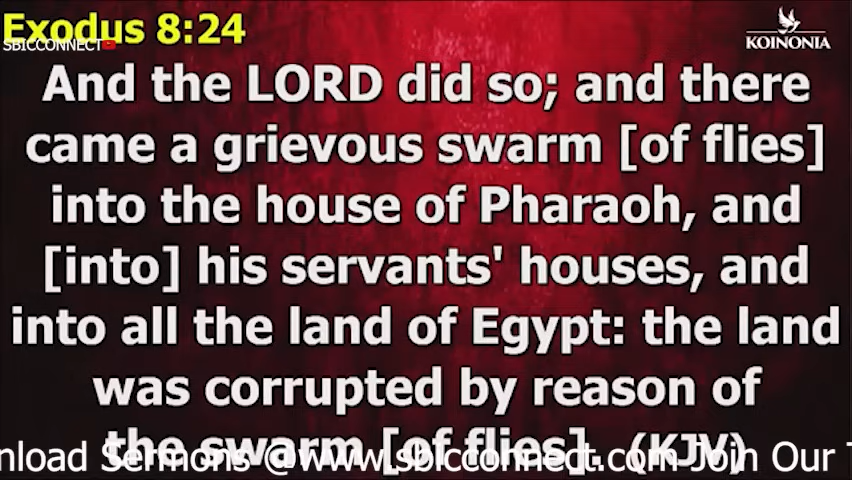 Exodus 8:24
SBICCONNECT
KOINONIA
And the LORD did so; and there
came a grievous swarm [of flies]
into the house of Pharaoh, and
[into] his servants' houses, and
into all the land of Egypt: the land
was corrupted by reason of
the swarm [of flies]. (KJV)
nload Sermons @www.sbicconnect.com Join Our T